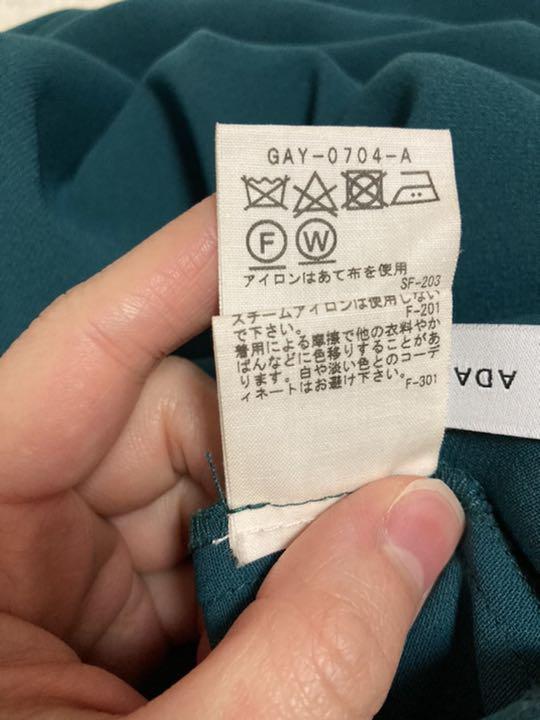 GAY-0704-A
F W
アイロンはあて布を使用
SF-203
スチームアイロンは使用しない
で下さい。 F-201
着用による摩擦で他の衣料やか
ばんなどに色移りすることがあ
ります。白や淡い色とのコーデ
ィネートはお避け下さい。 F-301
ADA